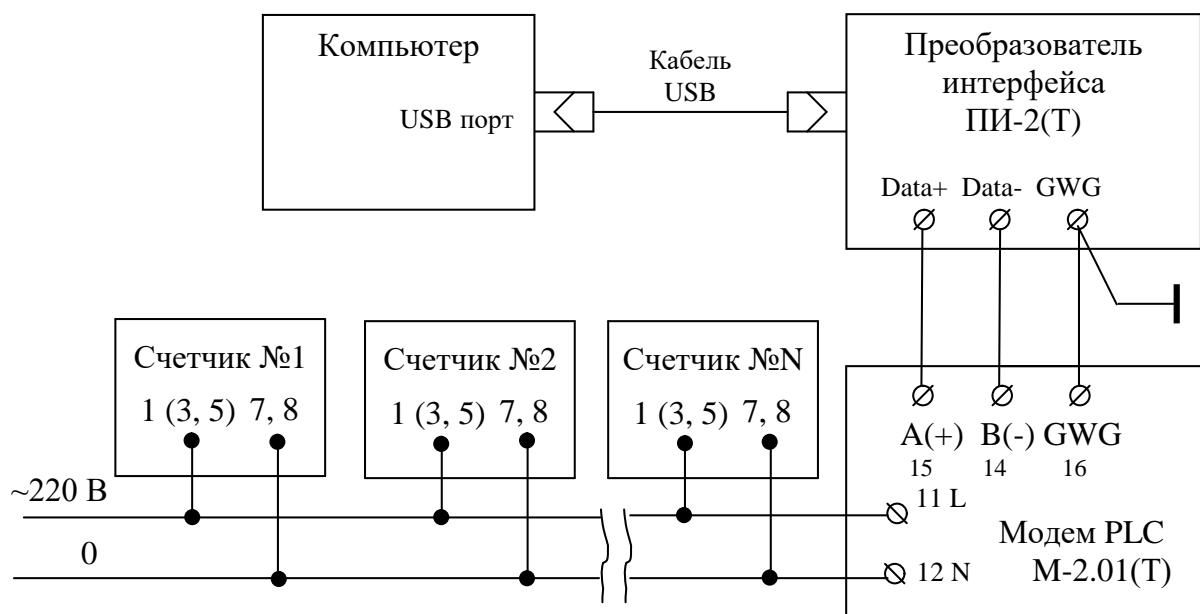 Компьютер
USB порт
Кабель
USB
Преобразователь
интерфейса
ПИ-2(Т)
Data+ Data- GWG
Счетчик №1
1 (3, 5) 7, 8
Счетчик №2
1 (3, 5) 7, 8
Счетчик №N
1 (3, 5) 7, 8
А(+) В(-) GWG
15 14 16
~220 В
11 L
0
12 N
Модем PLC
М-2.01(Т)